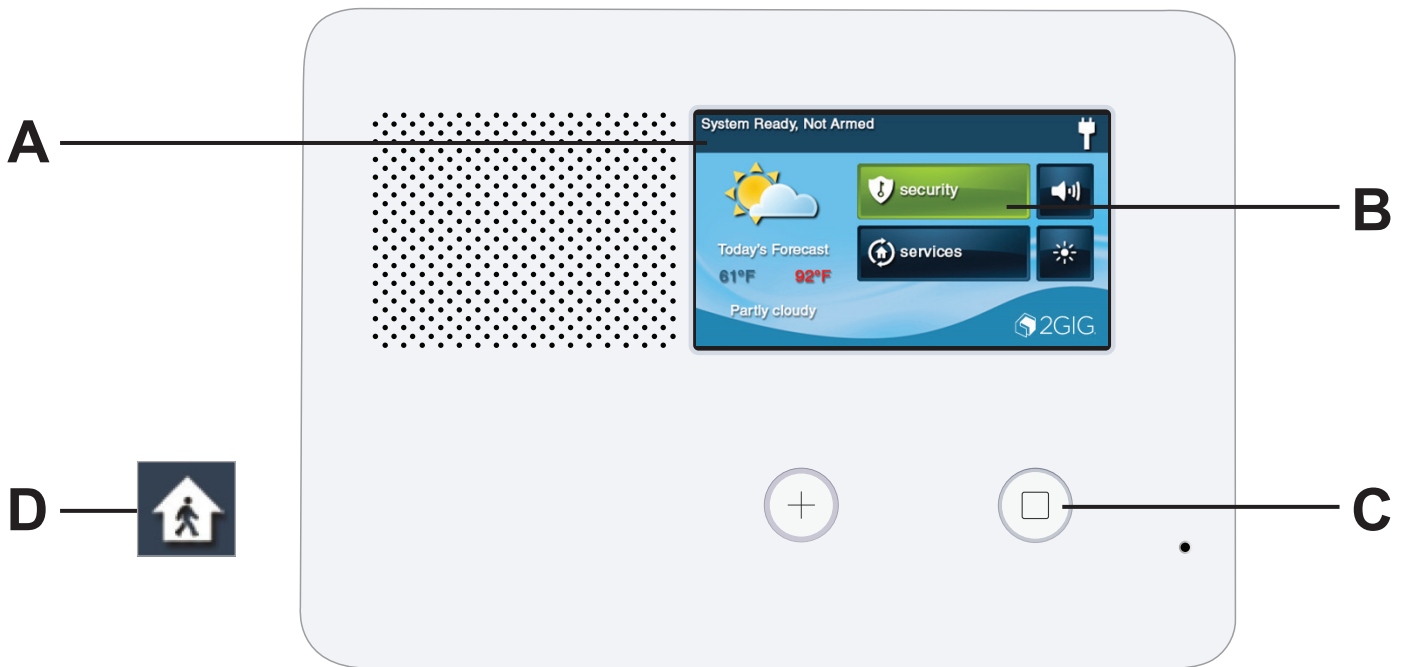 A
System Ready, Not Armed
security
B
Today's Forecast
services
61°F 92°F
Partly cloudy
2GIG
D
C